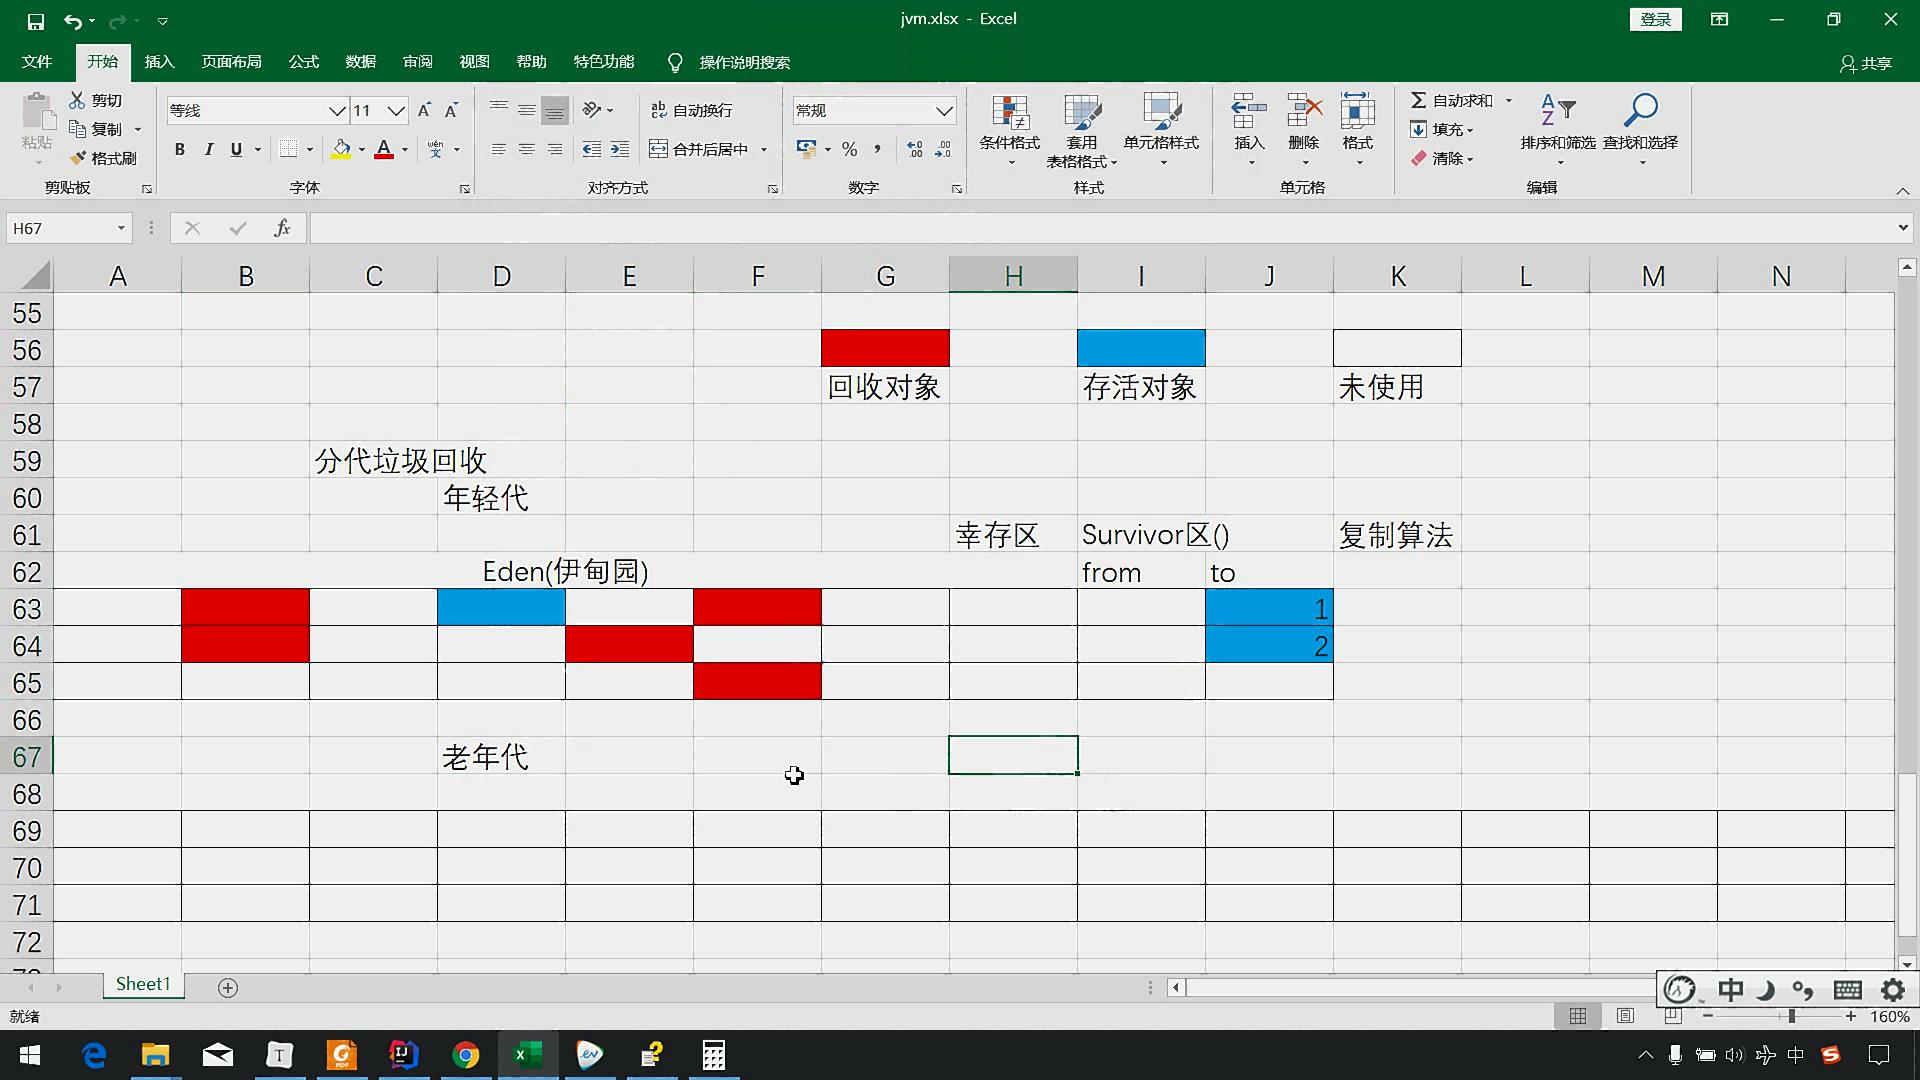 jvm.xlsx - Excel
登录
文件 开始 插入 页面布局 公式 数据 审阅 视图 帮助 特色功能 操作说明搜索 共享
粘贴 剪切 复制 格式刷 剪贴板
等线 11 B I U A wén 文 字体
自动换行 合并后居中 对齐方式
常规 % , 数字
条件格式 套用 表格格式 单元格样式 样式
插入 删除 格式 单元格
自动求和 填充 清除 排序和筛选 查找和选择 编辑
H67 fx
A B C D E F G H I J K L M N
55
56
57 回收对象 存活对象 未使用
58
59 分代垃圾回收
60 年轻代
61 幸存区 Survivor区() 复制算法
62 Eden(伊甸园) from to
63 1
64 2
65
66
67 老年代
68
69
70
71
72
Sheet1
中
就绪 160%
中